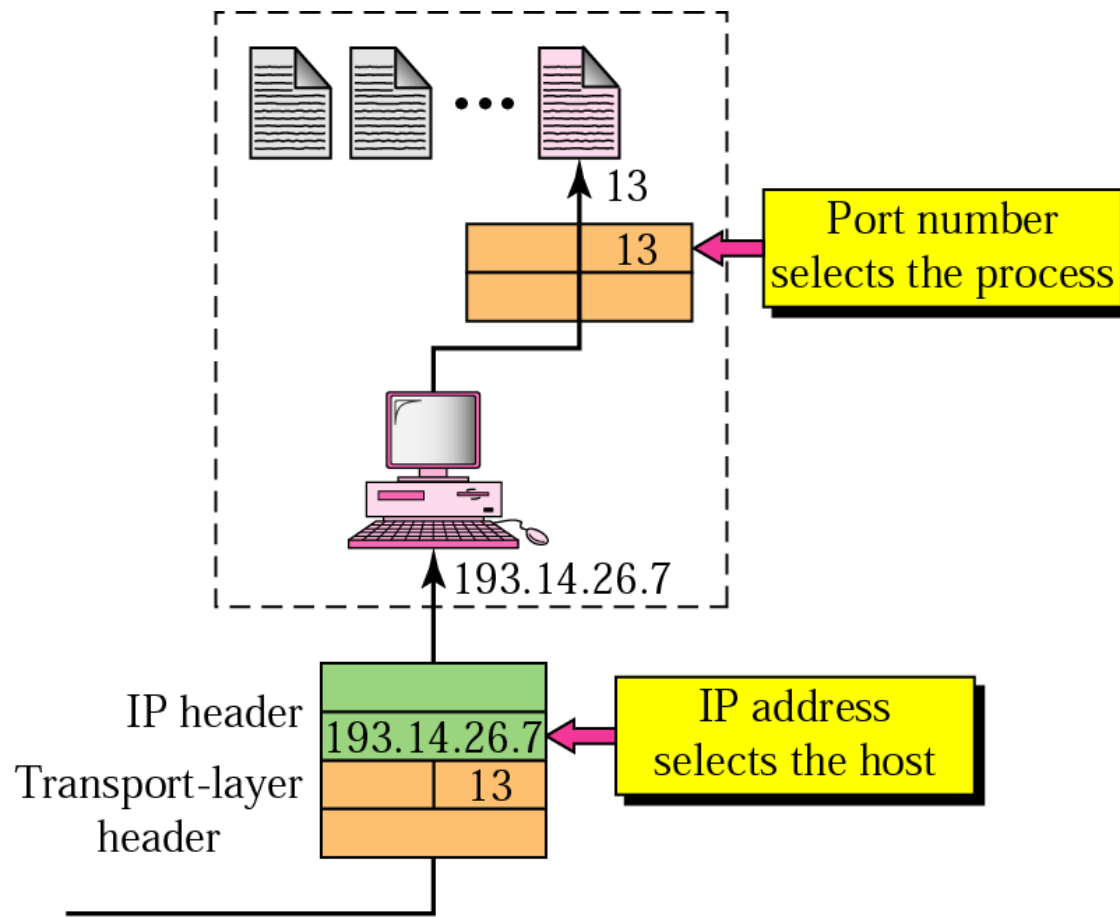 13
13
Port number
selects the process
193.14.26.7
IP header
193.14.26.7
IP address
selects the host
Transport-layer
header
13